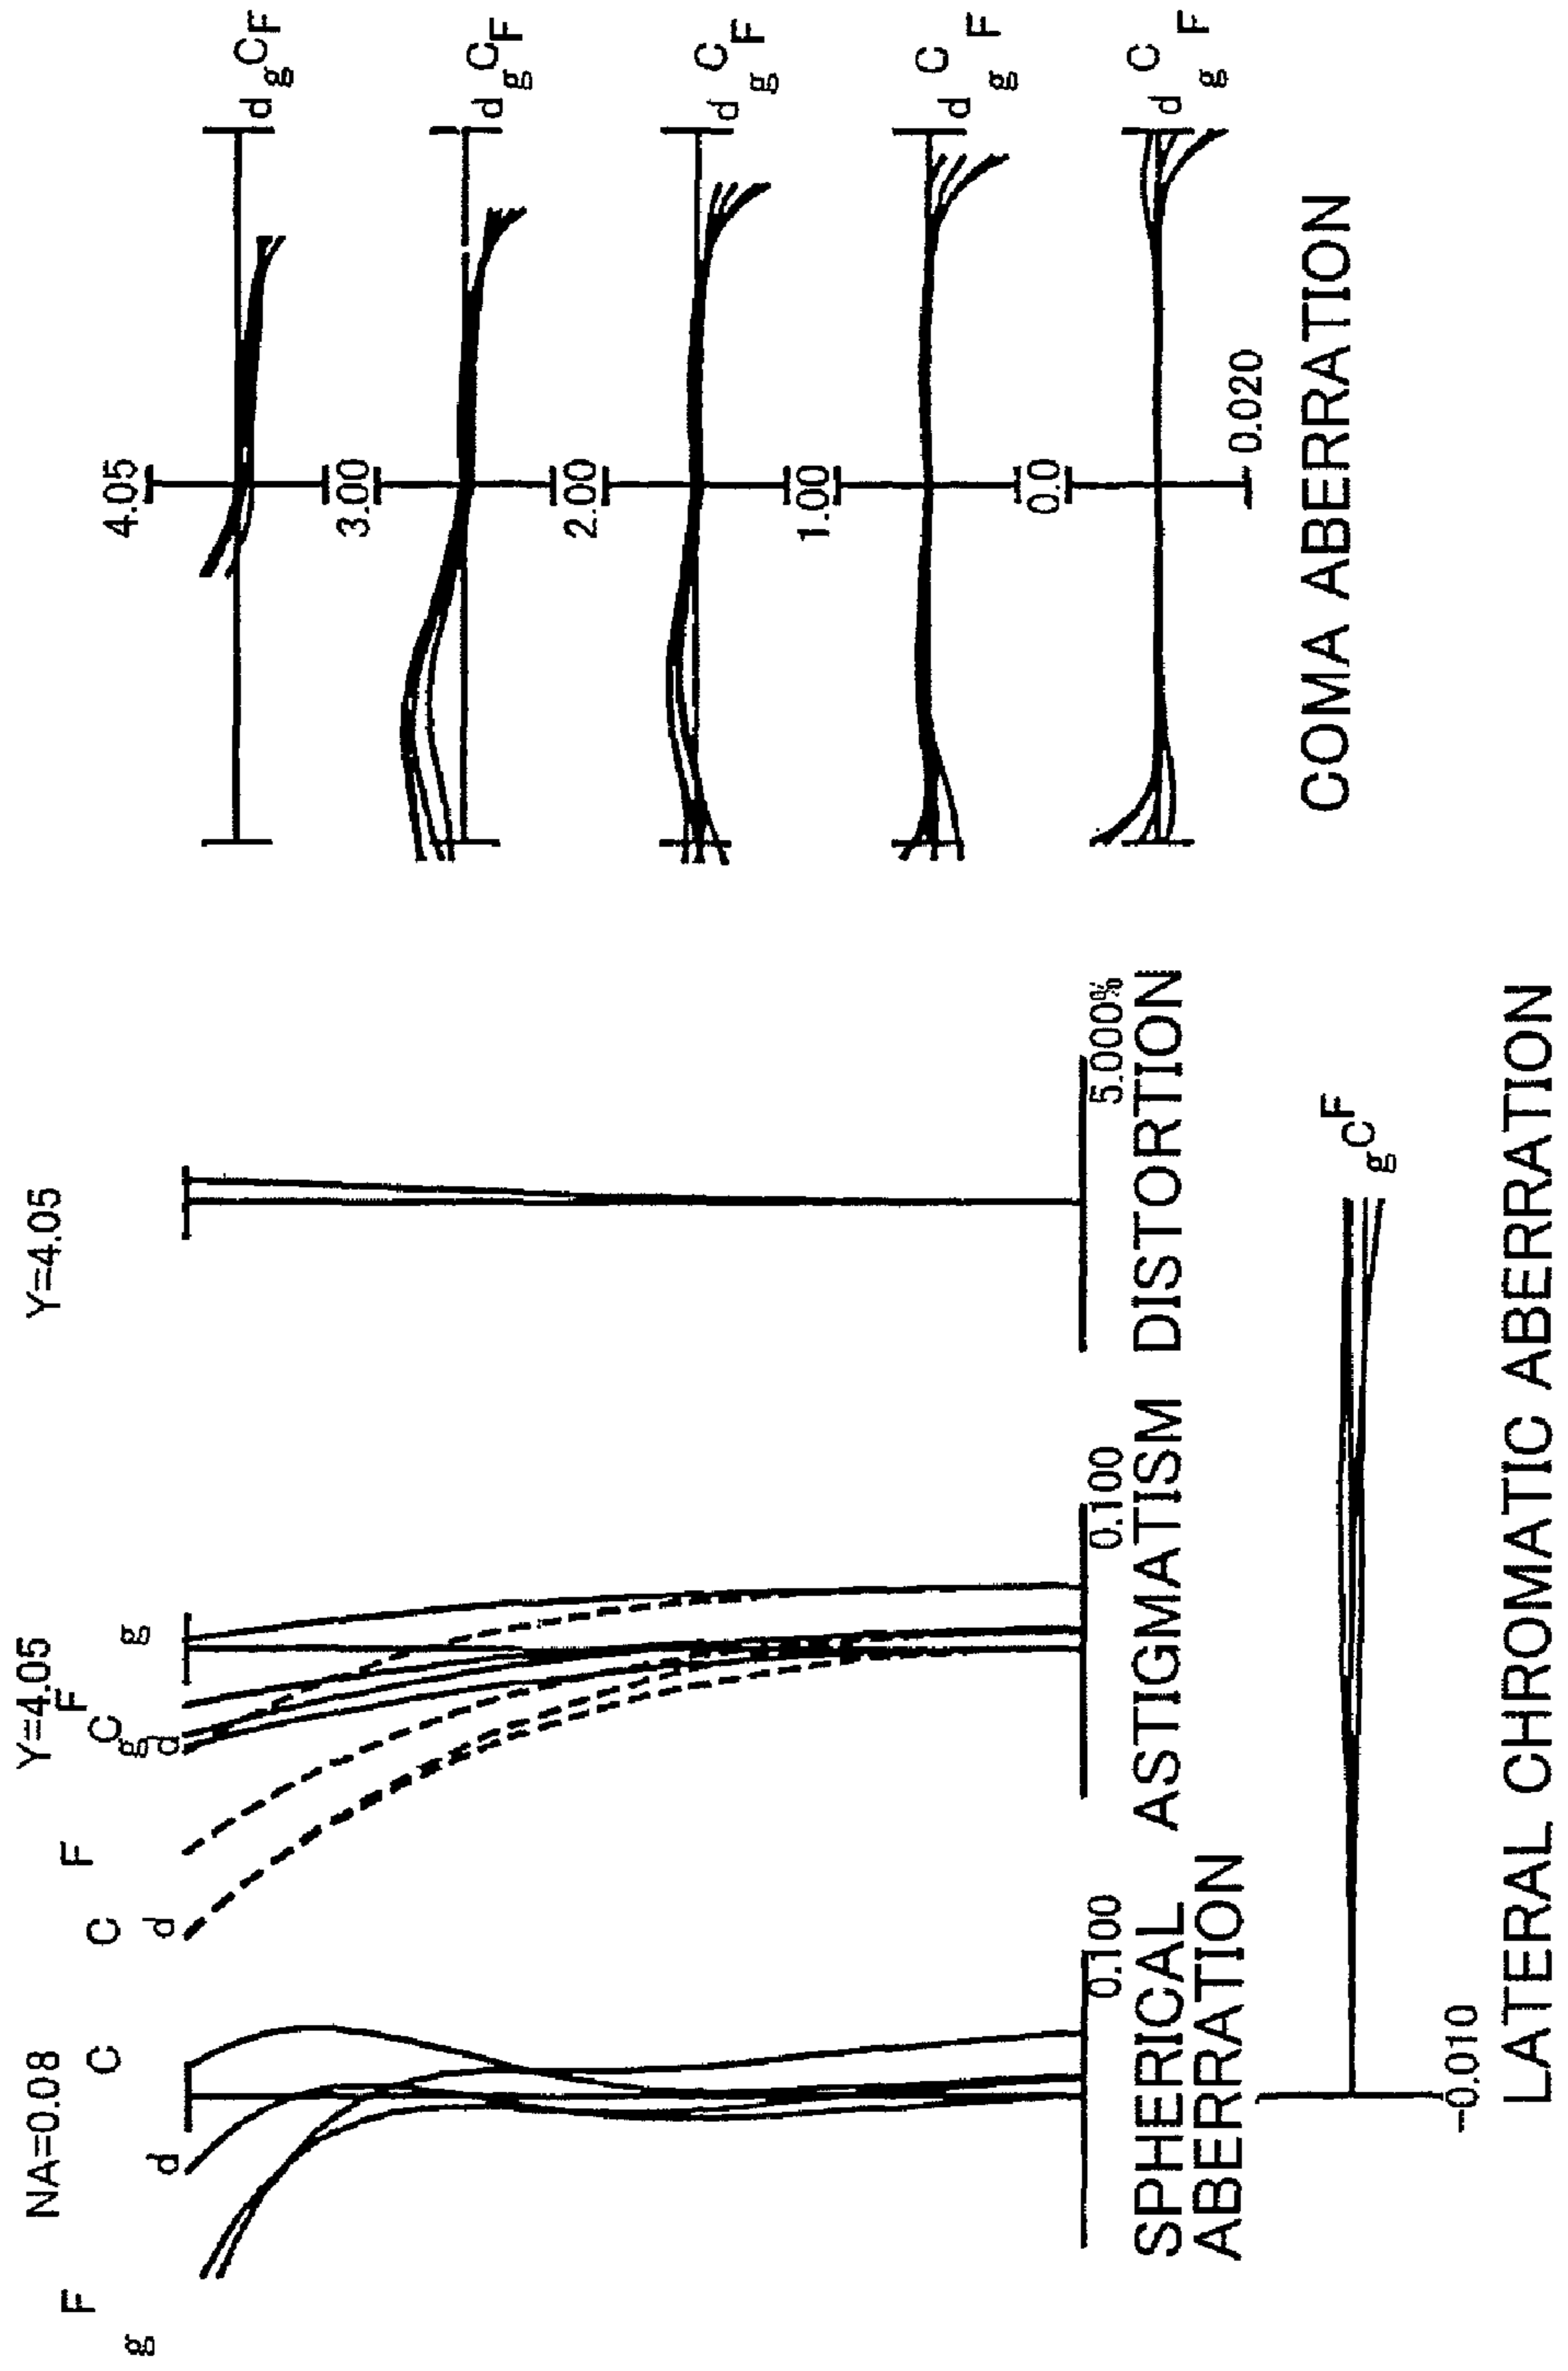 NA=0.08
F
g
d
C
0.100
SPHERICAL
ABERRATION
Y=4.05
C
d
F
F
C
g
d
g
0.100
ASTIGMATISM
Y=4.05
5.000%
DISTORTION
-0.010
g
C
F
LATERAL CHROMATIC ABERRATION
4.05
d
g
C
F
3.00
d
g
C
F
2.00
d
g
C
F
1.00
d
g
C
F
0.0
d
g
C
F
0.020
COMA ABERRATION